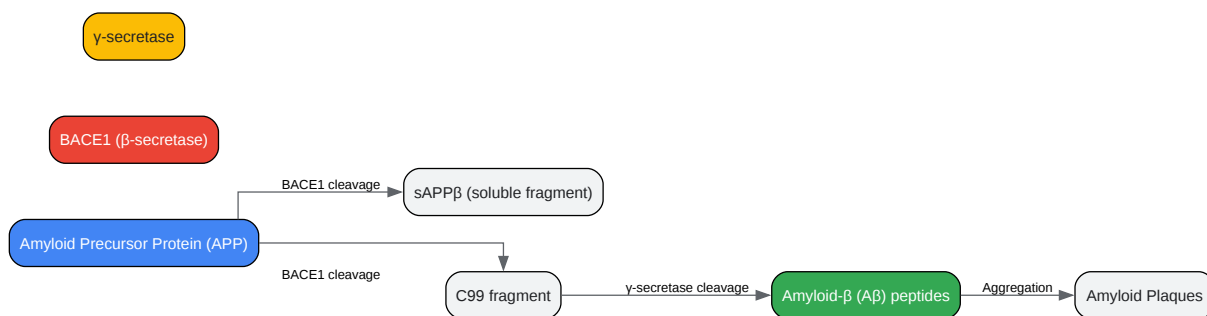 γ-secretase
BACE1 (β-secretase)
BACE1 cleavage
sAPPβ (soluble fragment)
Amyloid Precursor Protein (APP)
BACE1 cleavage
C99 fragment
γ-secretase cleavage
Amyloid-β (Aβ) peptides
Aggregation
Amyloid Plaques